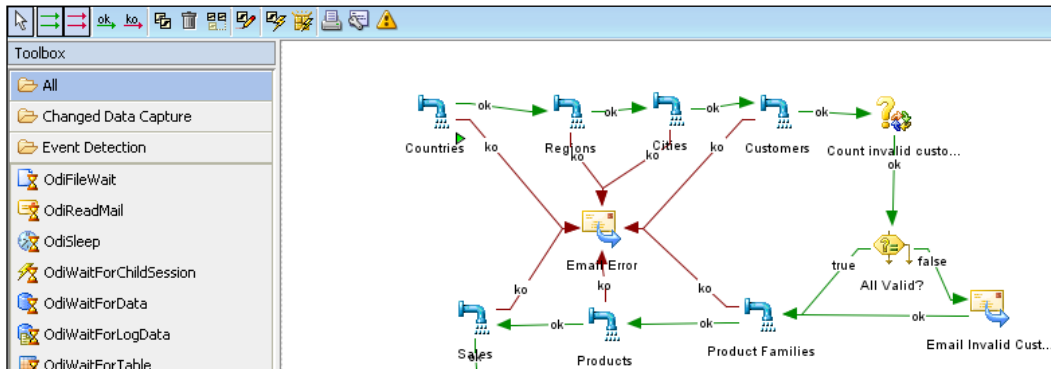 ok ko
Toolbox
All
Changed Data Capture
Event Detection
OdiFileWait
OdiReadMail
OdiSleep
OdiWaitForChildSession
OdiWaitForData
OdiWaitForLogData
OdiWaitForTable
ok ok ok ok
Countries Regions Cities Customers Count invalid custo...
ko ko ko ko ok
Email Error
true false
All Valid?
ko ko ko
ok ok ok
Sales Products Product Families Email Invalid Cust...
ok